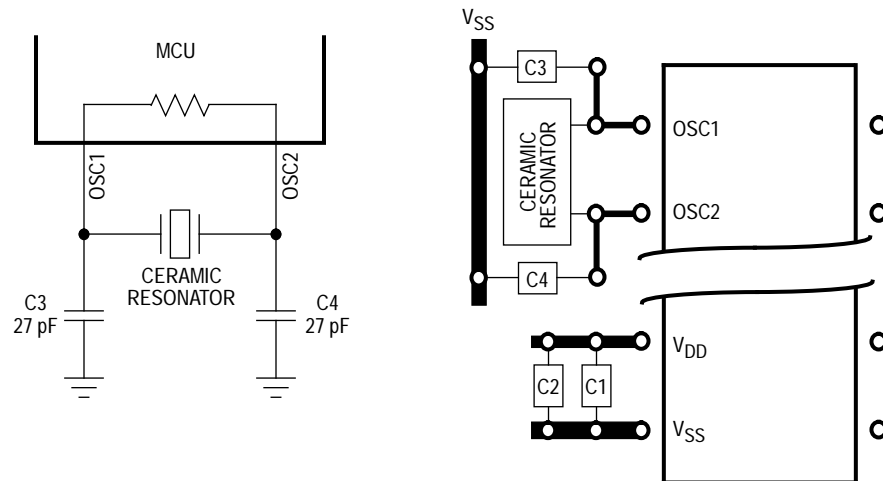 MCU
OSC1
OSC2
CERAMIC
RESONATOR
C3
27 pF
C4
27 pF
VSS
C3
CERAMIC
RESONATOR
C4
OSC1
OSC2
C2
C1
VDD
VSS